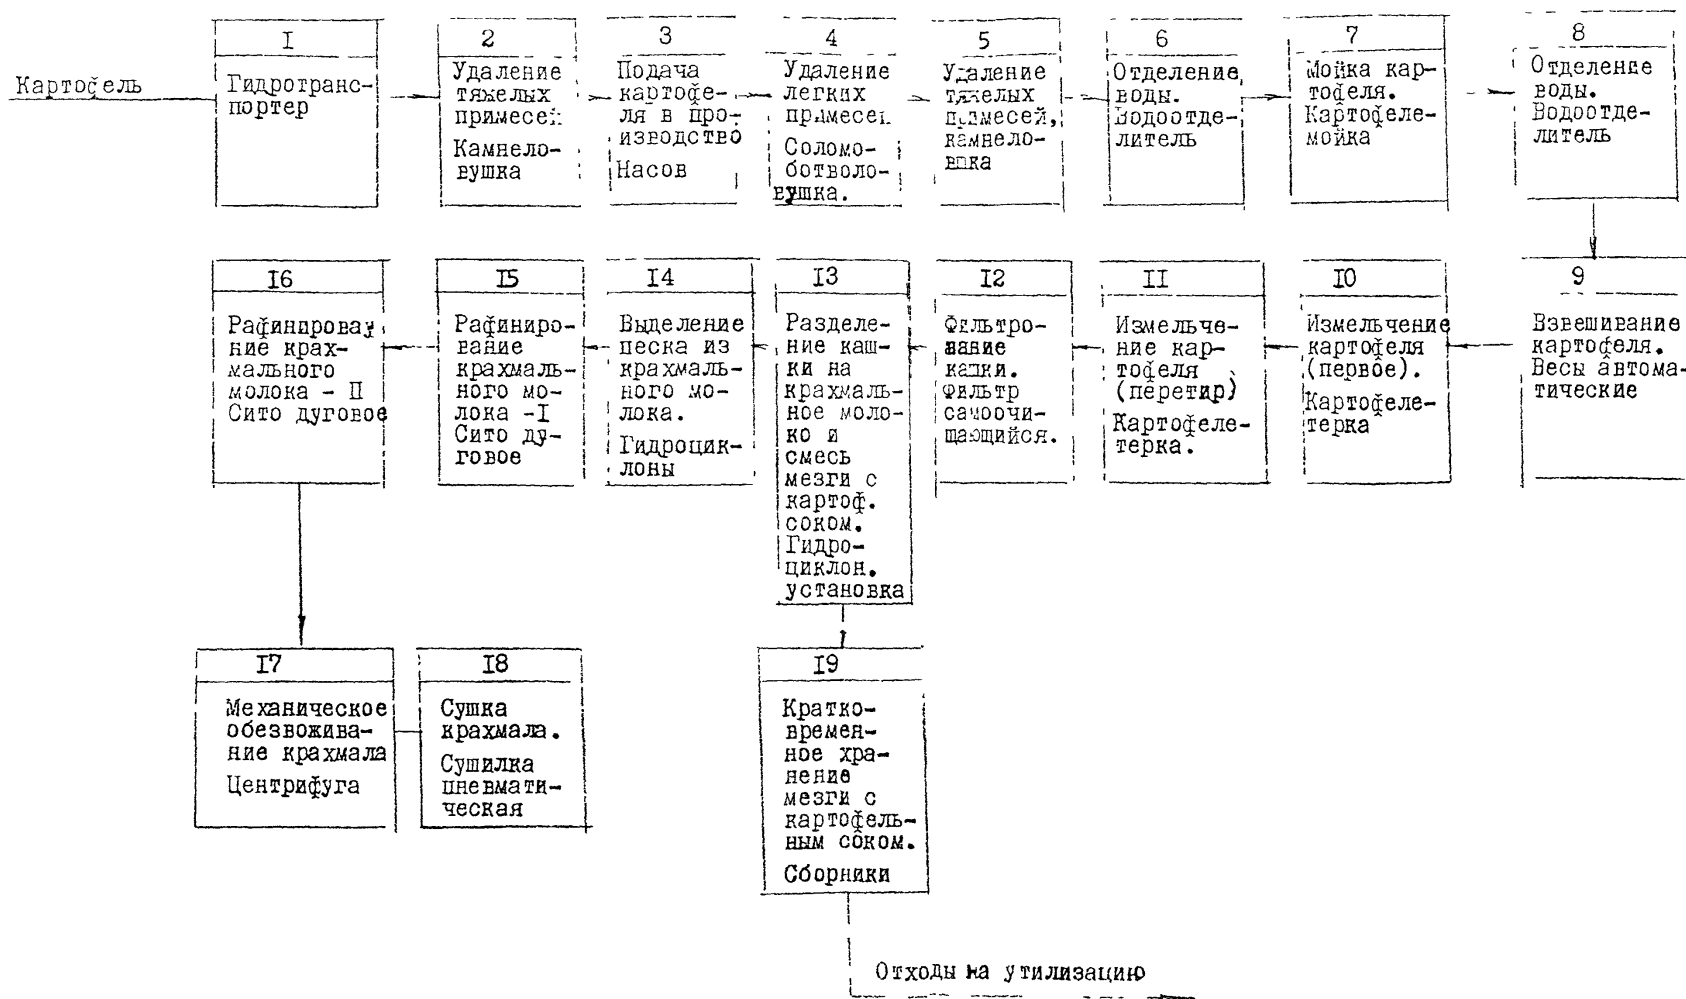 Картофель
I
Гидротранс-
портер
2
Удаление
тяжелых
примесей
Камнело-
вушка
3
Подача
картофе-
ля в про-
изводство
Насов
4
Удаление
легких
примесей
Соломо-
ботволо-
вушка.
5
Удаление
тяжелых
примесей,
камнело-
вшка
6
Отделение
воды.
Водоотде-
литель
7
Мойка кар-
тофеля.
Картофеле-
мойка
8
Отделение
воды.
Водоотде-
литель
9
Взвешивание
картофеля.
Весы автома-
тические
I0
Измельчение
картофеля
(первое).
Картофеле-
терка
II
Измельче-
ние кар-
тофеля
(перетир)
Картофеле-
терка.
I2
Фильтро-
вание
кашки.
Фильтр
самоочи-
щающийся.
I3
Разделе-
ние каш-
ки на
крахмаль-
ное моло-
ко и
смесь
мезги с
картоф.
соком.
Гидро-
циклон.
установка
I4
Выделение
песка из
крахмаль-
ного мо-
лока.
Гидроцик-
лоны
I5
Рафиниро-
вание
крахмаль-
ного мо-
лока -I
Сито ду-
говое
I6
Рафинирова
ние крах-
мального
молока - II
Сито дуговое
I7
Механическое
обезвожива-
ние крахмала
Центрифуга
I8
Сушка
крахмала.
Сушилка
пневмати-
ческая
I9
Кратко-
времен-
ное хра-
нение
мезги с
картофель-
ным соком.
Сборники
Отходы на утилизацию